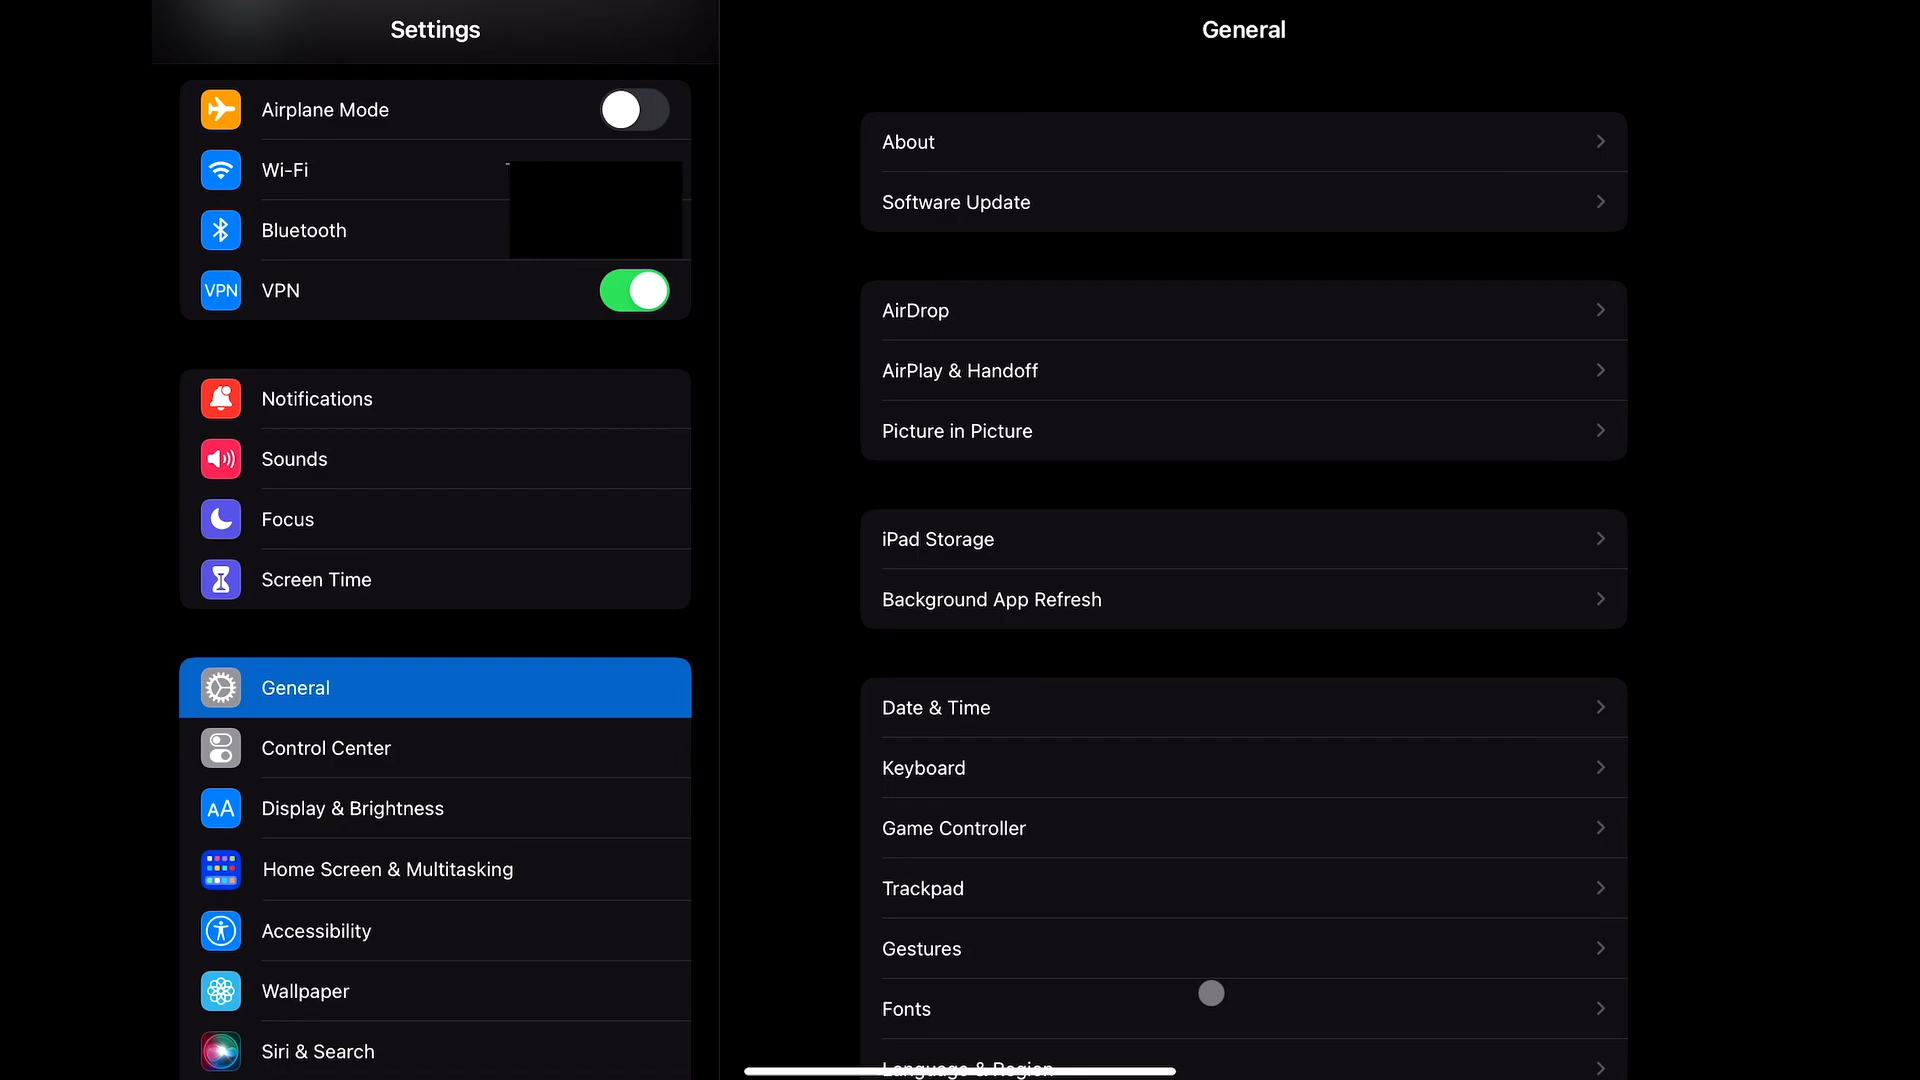 Settings
Airplane Mode
Wi-Fi
Bluetooth
VPN VPN
Notifications
Sounds
Focus
Screen Time
General
Control Center
AA Display & Brightness
Home Screen & Multitasking
Accessibility
Wallpaper
Siri & Search
General
About
Software Update
AirDrop
AirPlay & Handoff
Picture in Picture
iPad Storage
Background App Refresh
Date & Time
Keyboard
Game Controller
Trackpad
Gestures
Fonts
Language & Region